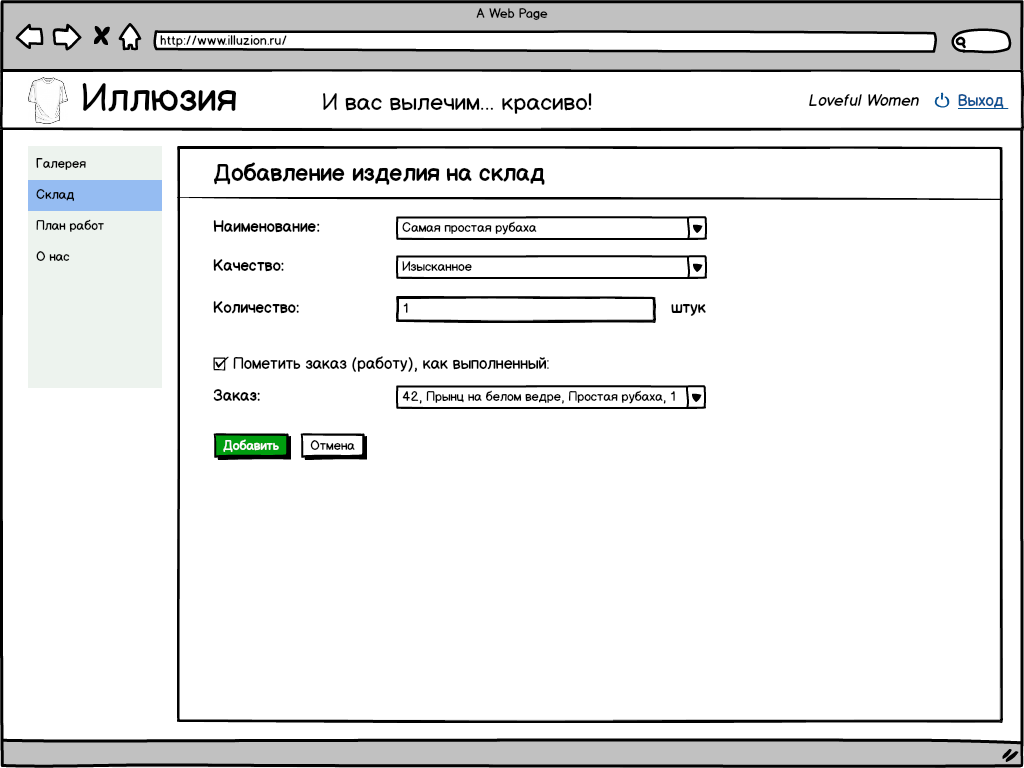 A Web Page
http://www.illuzion.ru/
Иллюзия
И вас вылечим... красиво!
Loveful Women
Выход
Галерея
Склад
План работ
О нас
Добавление изделия на склад
Наименование:
Самая простая рубаха
Качество:
Изысканное
Количество:
1
штук
Пометить заказ (работу), как выполненный:
Заказ:
42, Прынц на белом ведре, Простая рубаха, 1
Добавить
Отмена